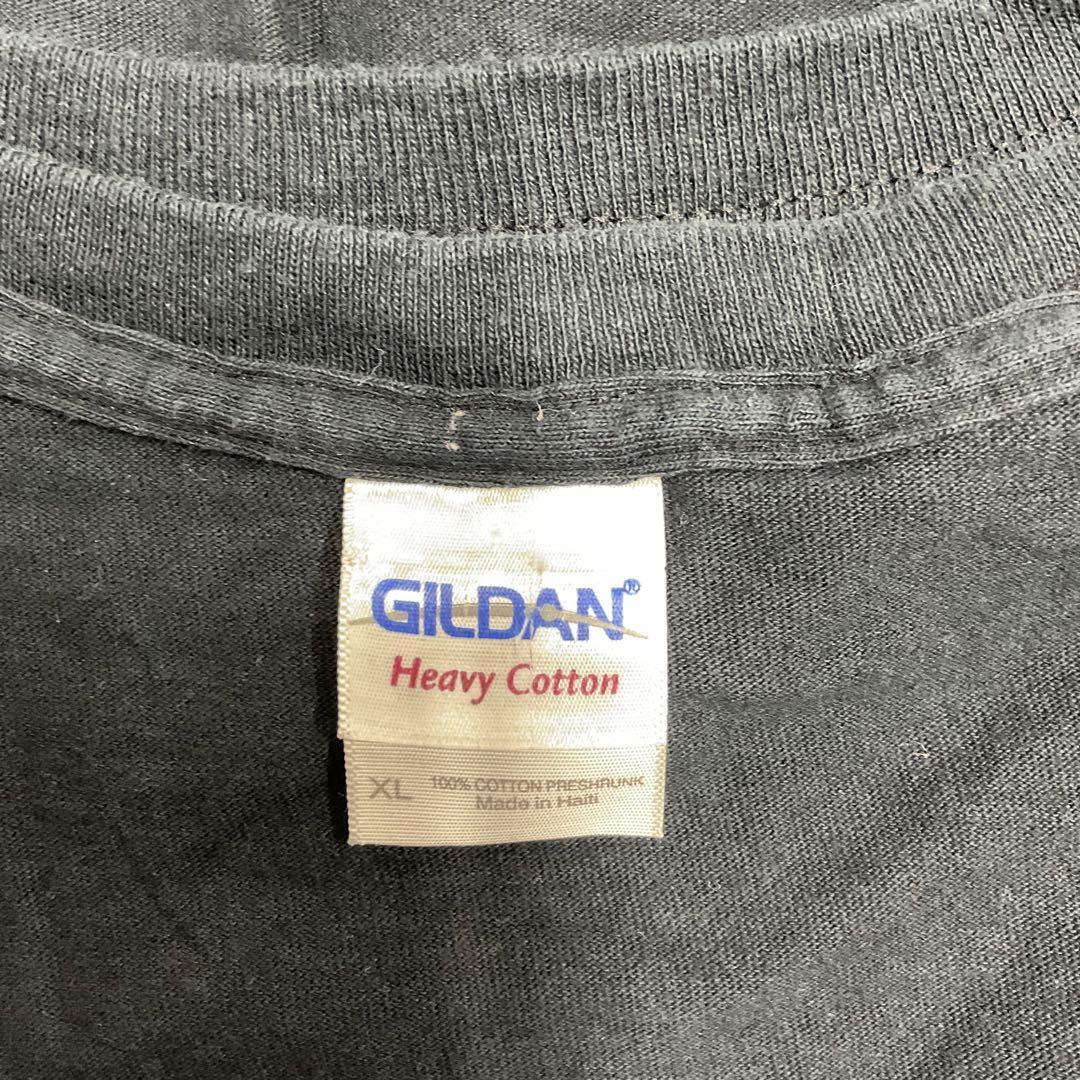 GILDAN®
Heavy Cotton
XL 100% COTTON PRESHRUNK
Made in Haiti